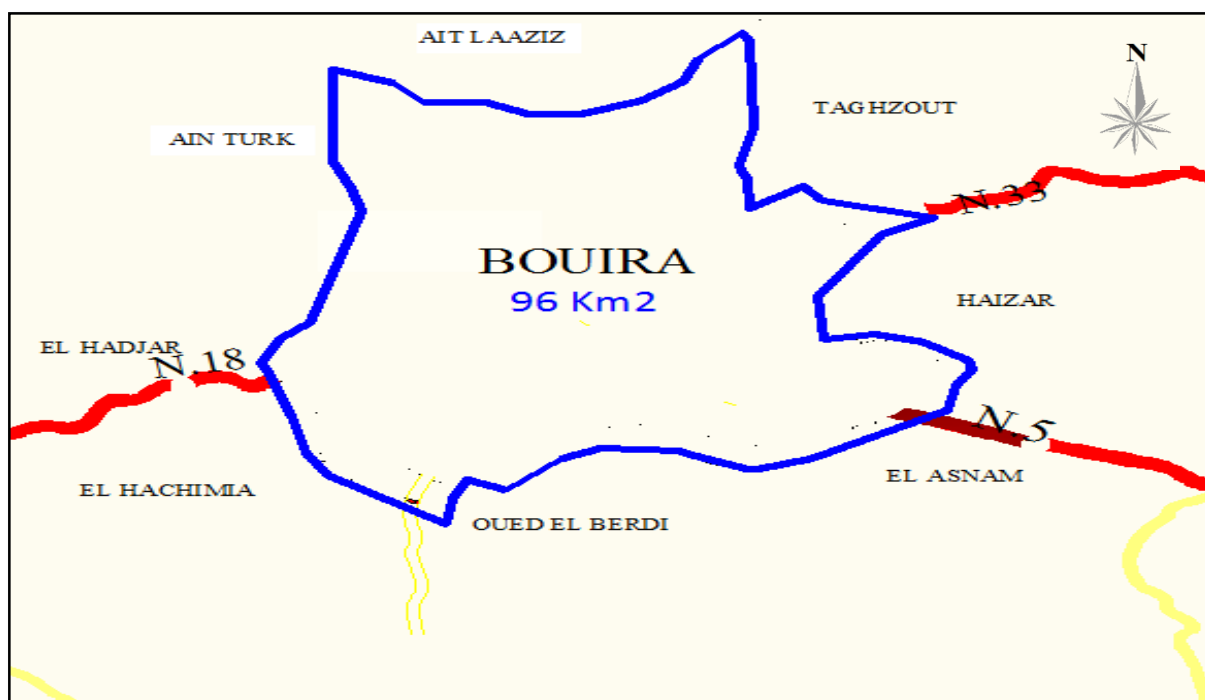 AIT LAAZIZ
N
TAGHZOUT
AIN TURK
N.33
BOUIRA
96 Km2
HAIZAR
EL HADJAR
N.18
N.5
EL ASNAM
EL HACHIMIA
OUED EL BERDI